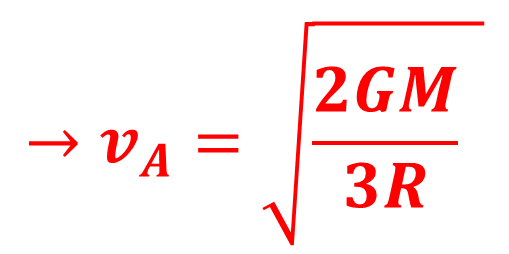 → v_A = √(2GM / 3R)